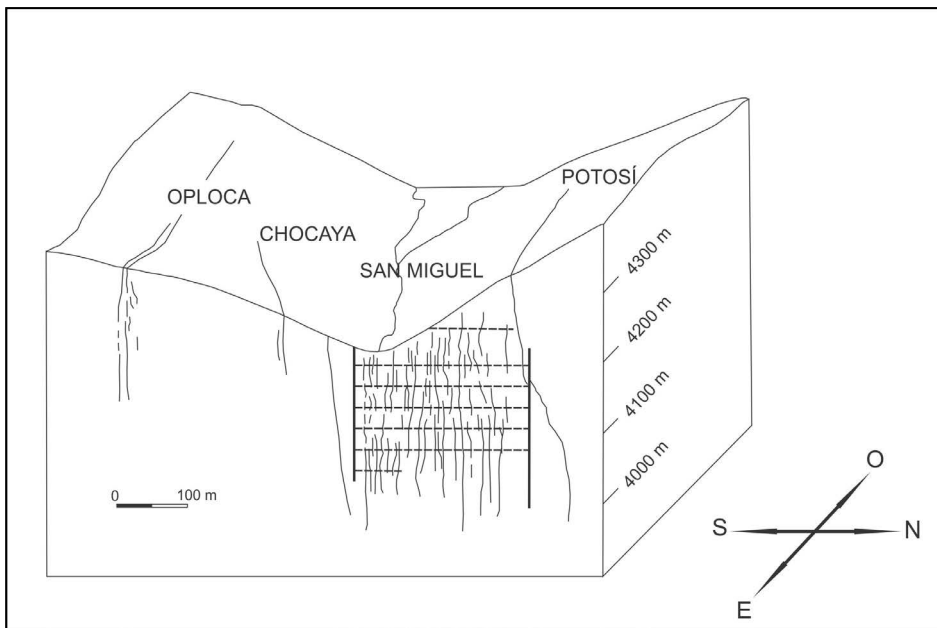 POTOSÍ
OPLOCA
CHOCAYA
SAN MIGUEL
4300 m
4200 m
4100 m
4000 m
0 100 m
O
S N
E